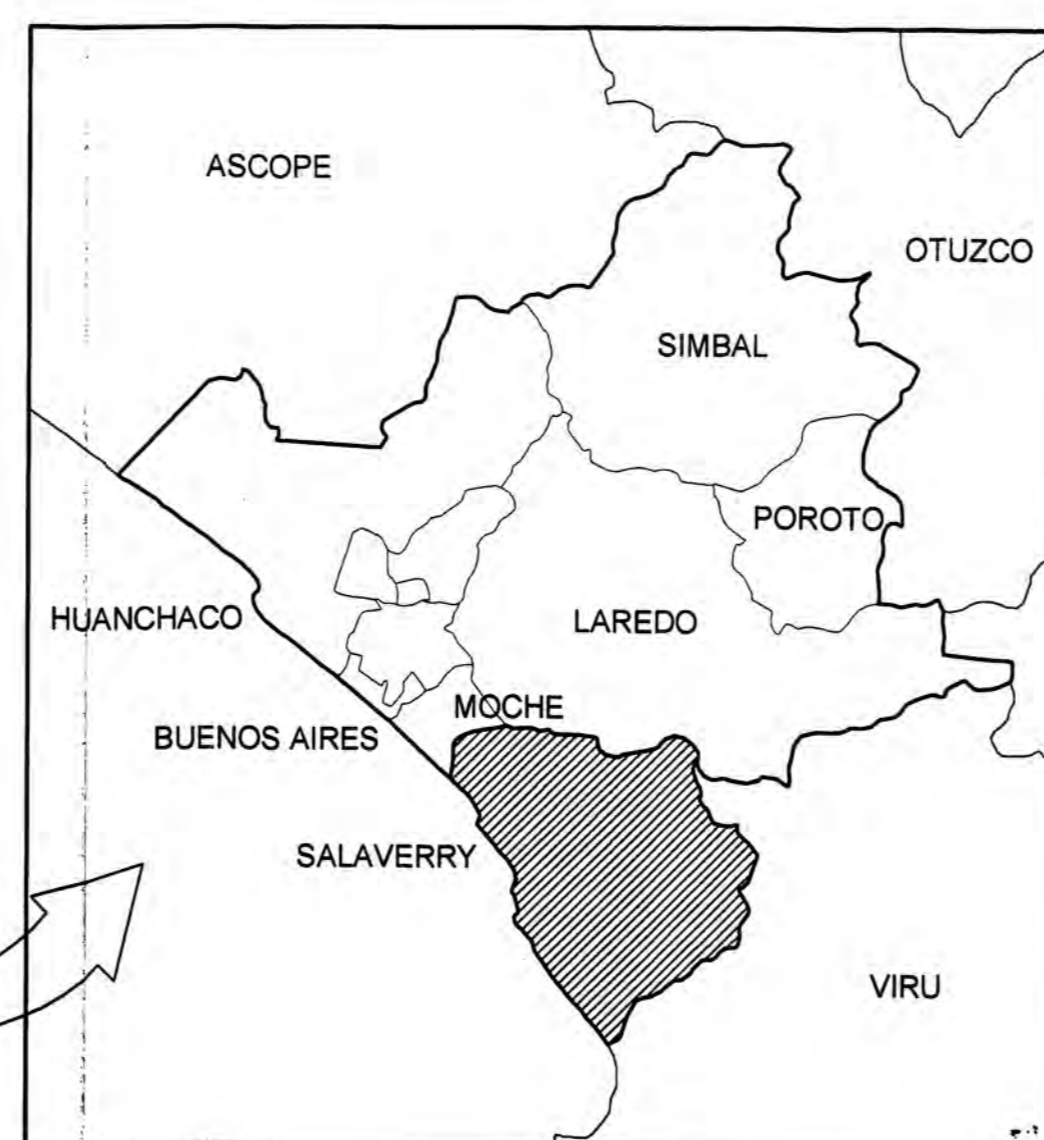 ASCOPE
OTUZCO
SIMBAL
POROTO
HUANCHACO
LAREDO
MOCHE
BUENOS AIRES
SALAVERRY
VIRU